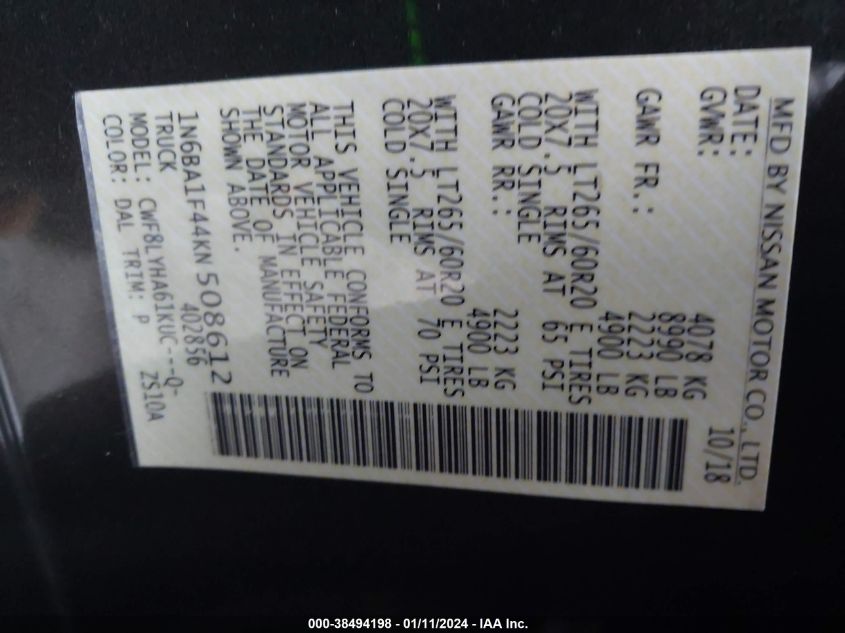 MFD BY NISSAN MOTOR CO., LTD.
DATE: 10/18
GVWR: 4078 KG
8990 LB
GAWR FR.: 2223 KG
4900 LB
WITH LT265/60R20 E TIRES
20X7.5 RIMS AT 65 PSI
COLD SINGLE
GAWR RR.: 2223 KG
4900 LB
WITH LT265/60R20 E TIRES
20X7.5 RIMS AT 70 PSI
COLD SINGLE
THIS VEHICLE CONFORMS TO
ALL APPLICABLE FEDERAL
MOTOR VEHICLE SAFETY
STANDARDS IN EFFECT ON
THE DATE OF MANUFACTURE
SHOWN ABOVE.
1N6BA1F44KN508612
TRUCK 402856
MODEL: CWF8LYHA61KUC---Q-
COLOR: DAL TRIM: P ZS10A
000-38494198 - 01/11/2024 - IAA Inc.